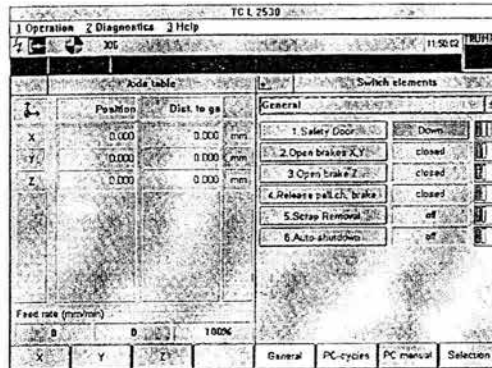 TC L 2530
1 Operation 2 Diagnostics 3 Help
11:50:02 TRUM
Axis table
Position Dist. to go
X 0.000 0.000 mm
Y 0.000 0.000 mm
Z 0.000 0.000 mm
Feed rate (mm/min)
0 0 100%
X Y Z
Switch elements
General
1.Safety Door Down
2.Open brakes X,Y closed
3.Open brake Z closed
4.Release pall.ch. brake closed
5.Scrap Removal off
6.Auto-shutdown off
General PC-cycles PC manual Selection